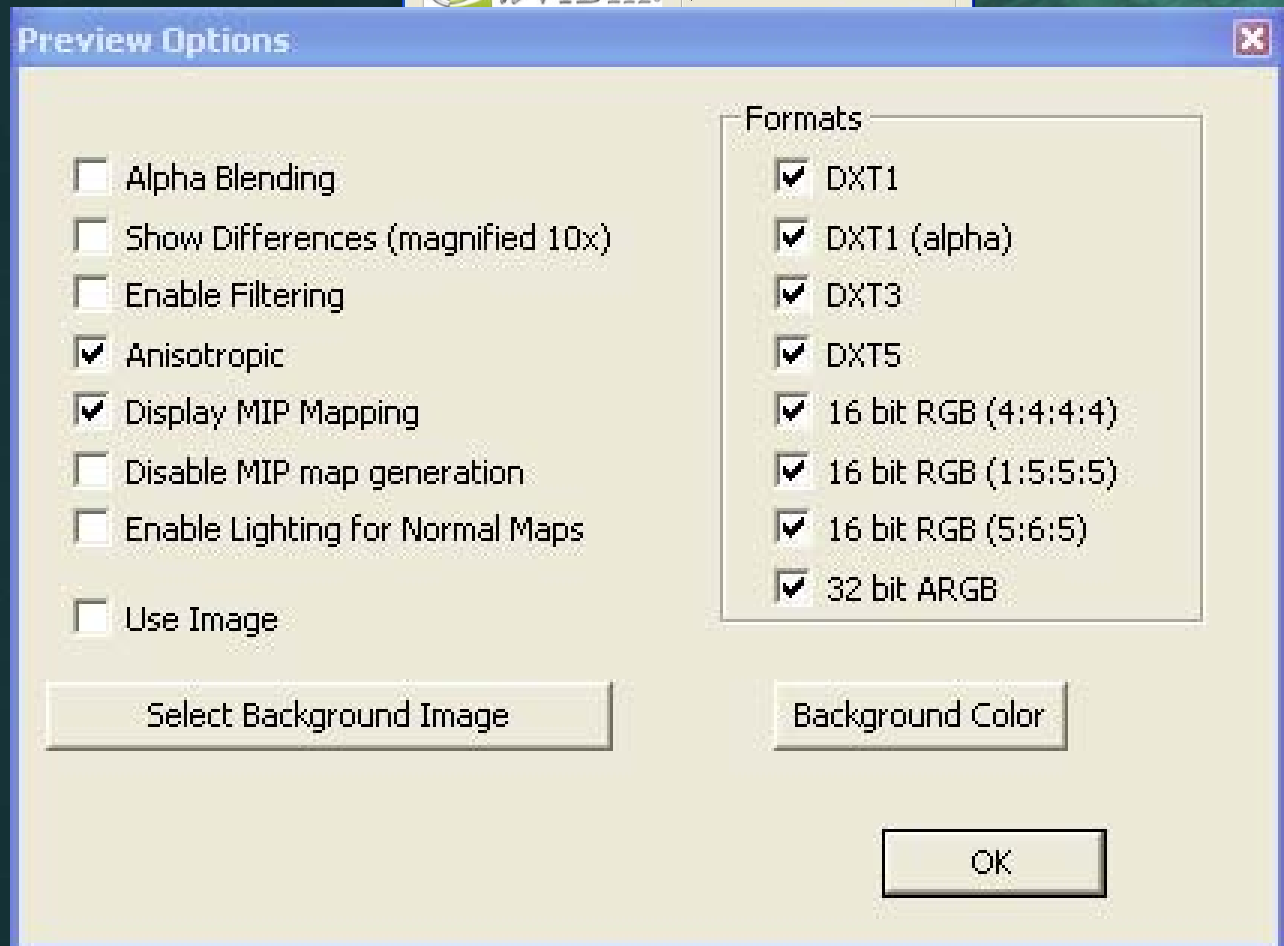 Preview Options
Alpha Blending
Show Differences (magnified 10x)
Enable Filtering
Anisotropic
Display MIP Mapping
Disable MIP map generation
Enable Lighting for Normal Maps
Use Image
Select Background Image
Formats
DXT1
DXT1 (alpha)
DXT3
DXT5
16 bit RGB (4:4:4:4)
16 bit RGB (1:5:5:5)
16 bit RGB (5:6:5)
32 bit ARGB
Background Color
OK